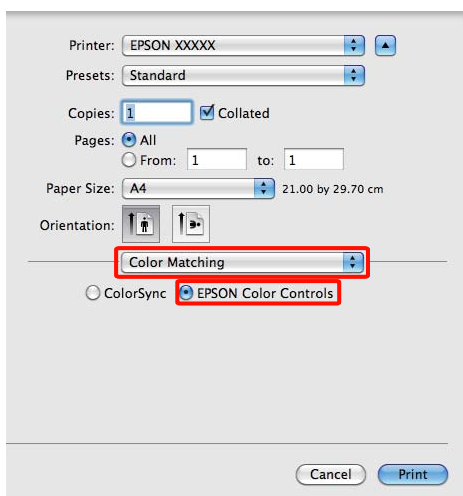 Printer: EPSON XXXXX
Presets: Standard
Copies: 1 Collated
Pages: All
From: 1 to: 1
Paper Size: A4 21.00 by 29.70 cm
Orientation:
Color Matching
ColorSync EPSON Color Controls
Cancel Print